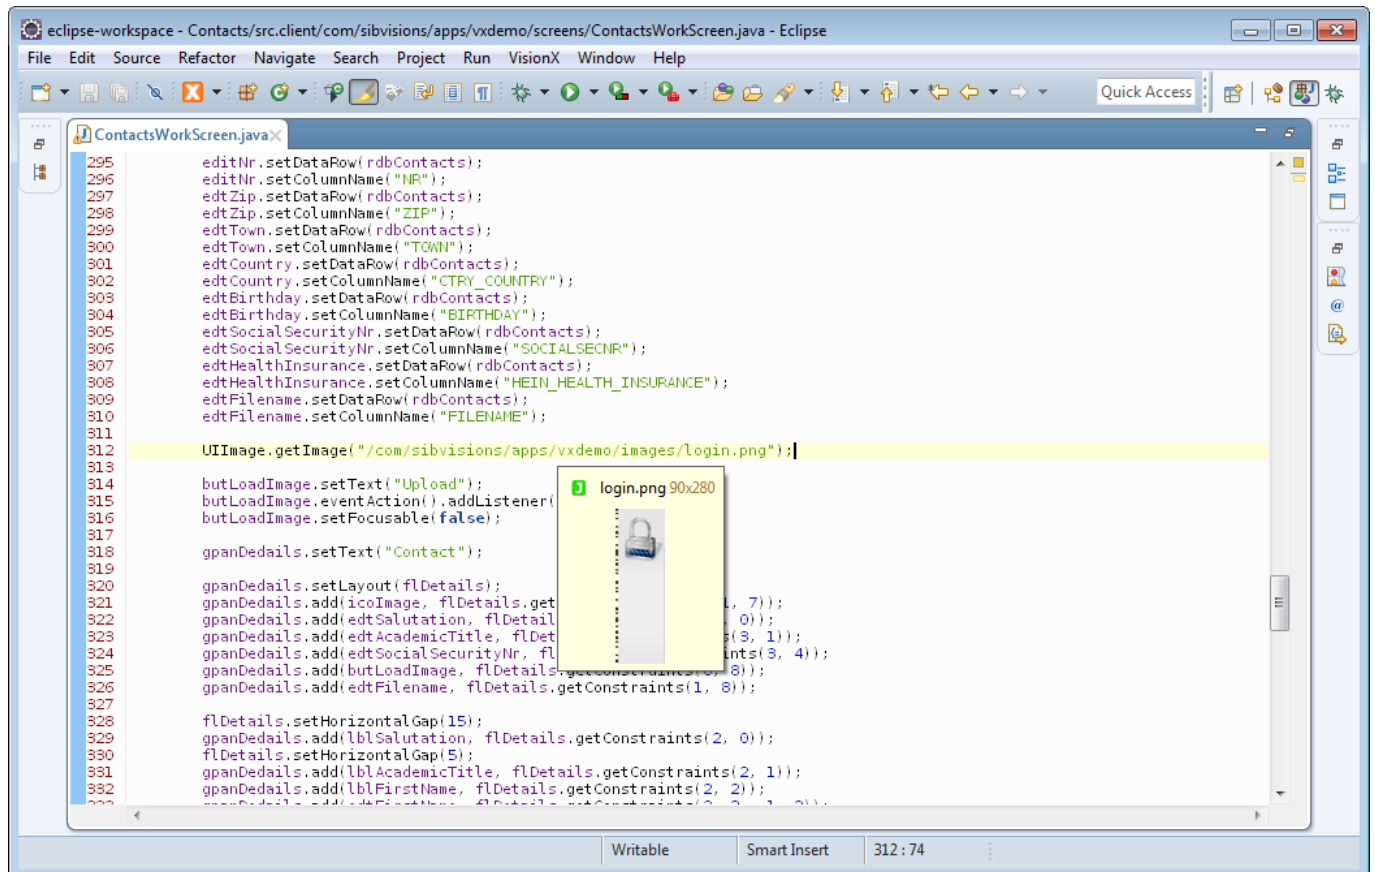 eclipse-workspace - Contacts/src.client/com/sibvisions/apps/vxdemo/screens/ContactsWorkScreen.java - Eclipse
File Edit Source Refactor Navigate Search Project Run VisionX Window Help
Quick Access
ContactsWorkScreen.java
295 editNr.setDataRow(rdbContacts);
296 editNr.setColumnName("NR");
297 edtZip.setDataRow(rdbContacts);
298 edtZip.setColumnName("ZIP");
299 edtTown.setDataRow(rdbContacts);
300 edtTown.setColumnName("TOWN");
301 edtCountry.setDataRow(rdbContacts);
302 edtCountry.setColumnName("CTRY_COUNTRY");
303 edtBirthday.setDataRow(rdbContacts);
304 edtBirthday.setColumnName("BIRTHDAY");
305 edtSocialSecurityNr.setDataRow(rdbContacts);
306 edtSocialSecurityNr.setColumnName("SOCIALSECNR");
307 edtHealthInsurance.setDataRow(rdbContacts);
308 edtHealthInsurance.setColumnName("HEIN_HEALTH_INSURANCE");
309 edtFilename.setDataRow(rdbContacts);
310 edtFilename.setColumnName("FILENAME");
311
312 UIImage.getImage("/com/sibvisions/apps/vxdemo/images/login.png");
313
login.png 90x280
314 butLoadImage.setText("Upload");
315 butLoadImage.eventAction().addListener(
316 butLoadImage.setFocusable(false);
317
318 gpanDedails.setText("Contact");
319
320 gpanDedails.setLayout(flDetails);
321 gpanDedails.add(icoImage, flDetails.get 1, 7));
322 gpanDedails.add(edtSalutation, flDetail , 0));
323 gpanDedails.add(edtAcademicTitle, flDet s(3, 1));
324 gpanDedails.add(edtSocialSecurityNr, fl ints(3, 4));
325 gpanDedails.add(butLoadImage, flDetails. 8));
326 gpanDedails.add(edtFilename, flDetails.getConstraints(1, 8));
327
328 flDetails.setHorizontalGap(15);
329 gpanDedails.add(lblSalutation, flDetails.getConstraints(2, 0));
330 flDetails.setHorizontalGap(5);
331 gpanDedails.add(lblAcademicTitle, flDetails.getConstraints(2, 1));
332 gpanDedails.add(lblFirstName, flDetails.getConstraints(2, 2));
Writable Smart Insert 312 : 74